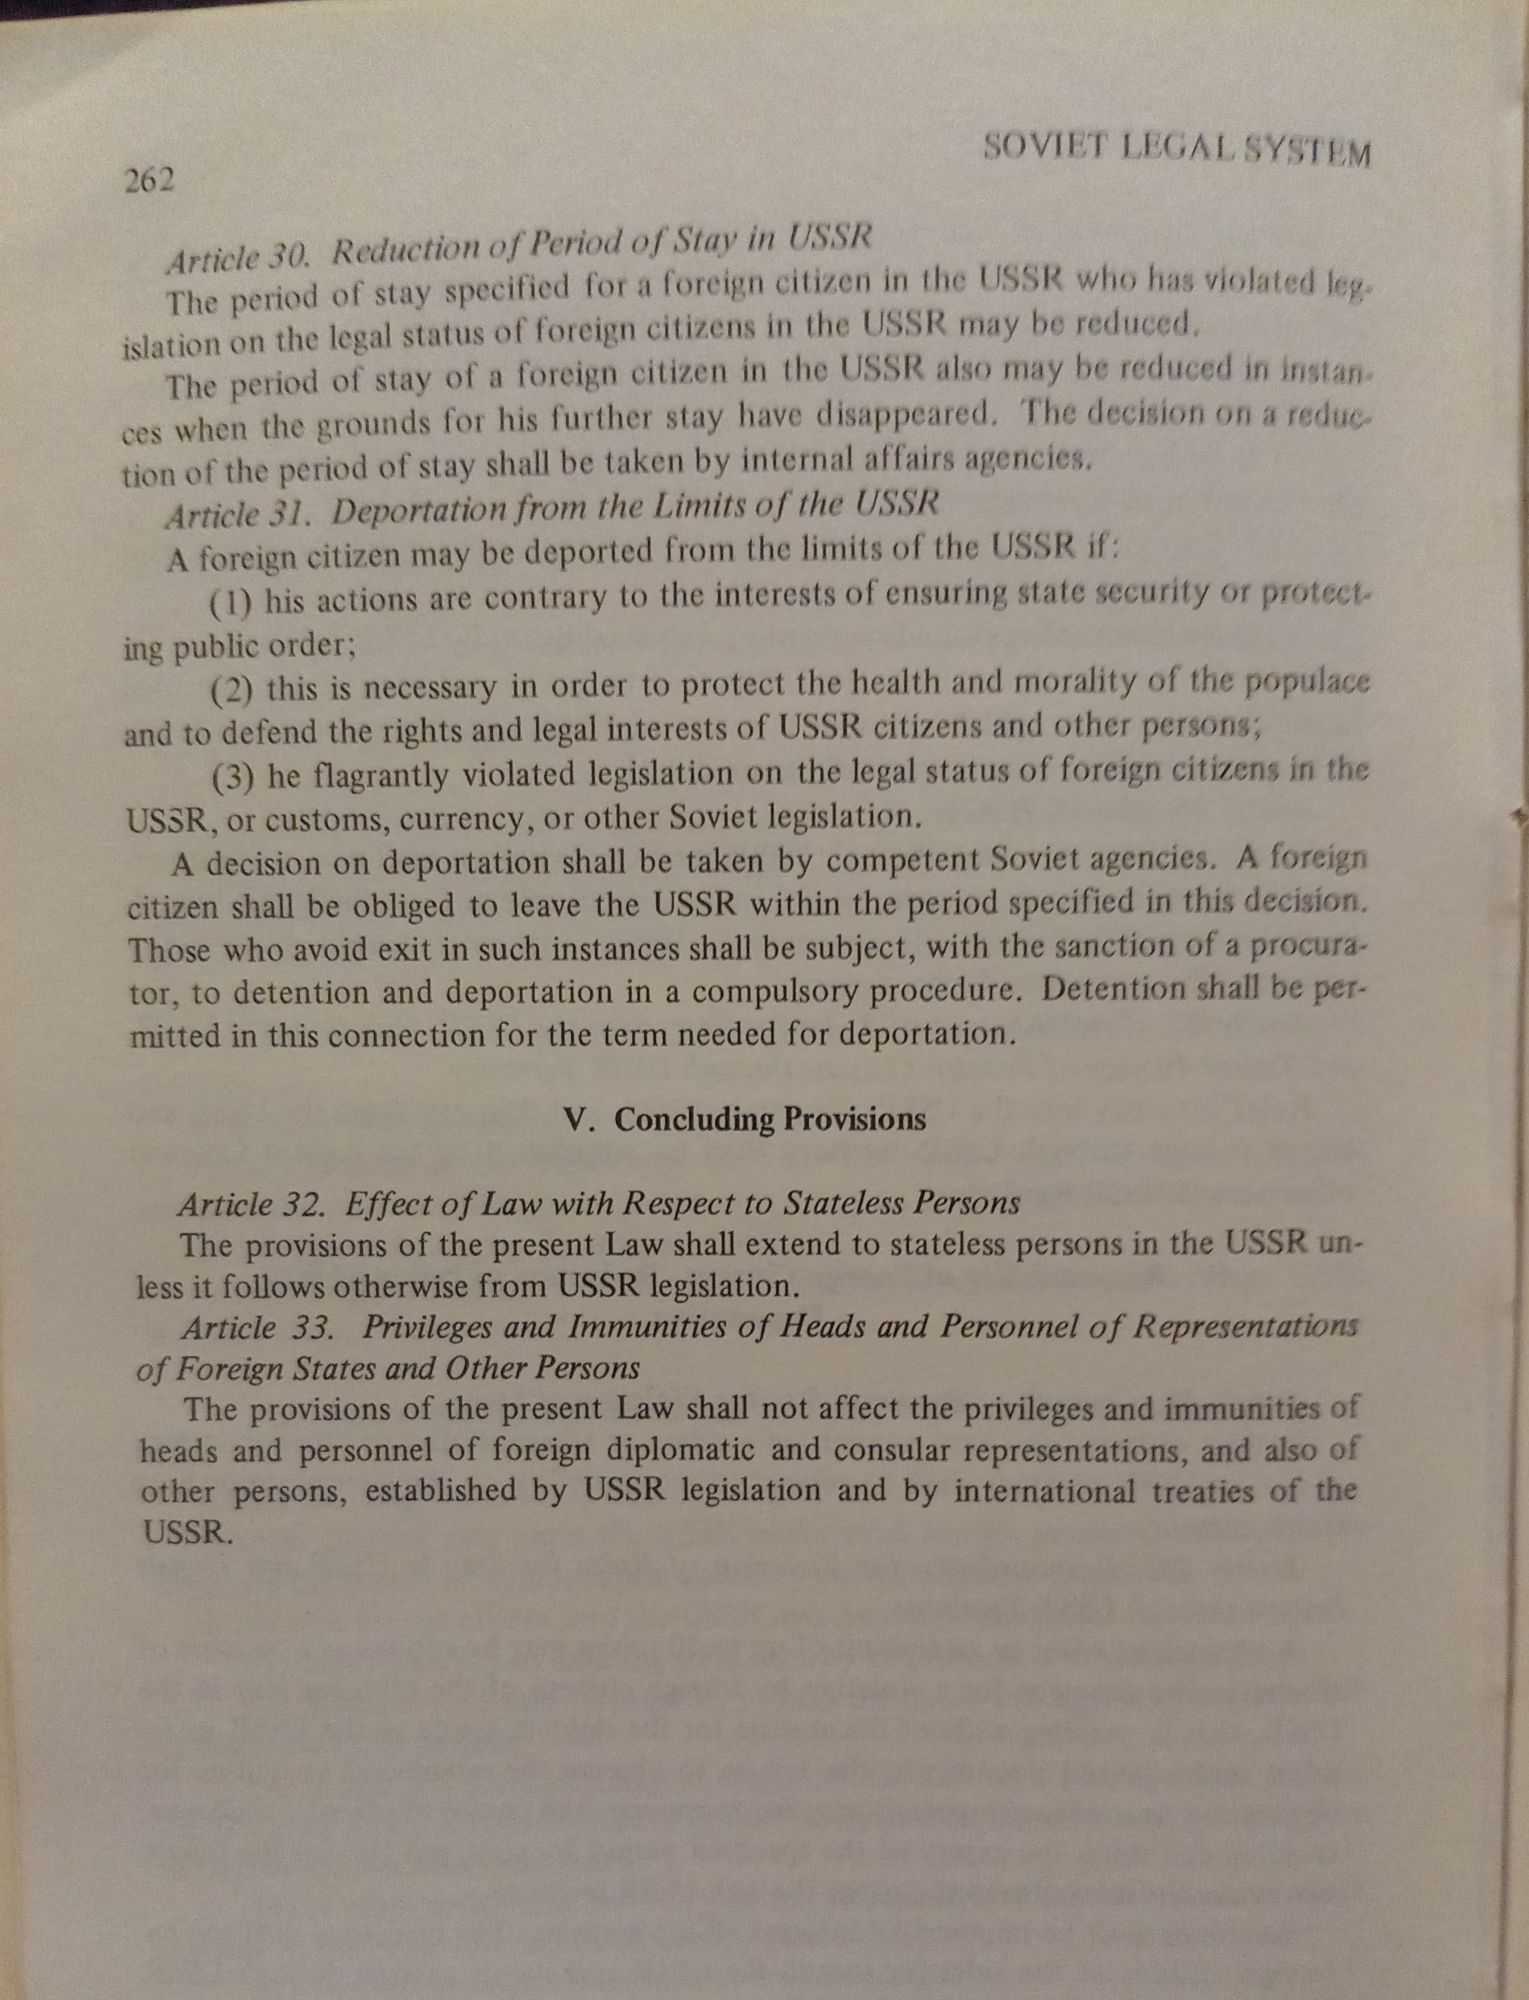 SOVIET LEGAL SYSTEM
262
Article 30. Reduction of Period of Stay in USSR
The period of stay specified for a foreign citizen in the USSR who has violated leg-
islation on the legal status of foreign citizens in the USSR may be reduced.
The period of stay of a foreign citizen in the USSR also may be reduced in instan-
ces when the grounds for his further stay have disappeared. The decision on a reduc-
tion of the period of stay shall be taken by internal affairs agencies.
Article 31. Deportation from the Limits of the USSR
A foreign citizen may be deported from the limits of the USSR if:
(1) his actions are contrary to the interests of ensuring state security or protect-
ing public order;
(2) this is necessary in order to protect the health and morality of the populace
and to defend the rights and legal interests of USSR citizens and other persons;
(3) he flagrantly violated legislation on the legal status of foreign citizens in the
USSR, or customs, currency, or other Soviet legislation.
A decision on deportation shall be taken by competent Soviet agencies. A foreign
citizen shall be obliged to leave the USSR within the period specified in this decision.
Those who avoid exit in such instances shall be subject, with the sanction of a procura-
tor, to detention and deportation in a compulsory procedure. Detention shall be per-
mitted in this connection for the term needed for deportation.
V. Concluding Provisions
Article 32. Effect of Law with Respect to Stateless Persons
The provisions of the present Law shall extend to stateless persons in the USSR un-
less it follows otherwise from USSR legislation.
Article 33. Privileges and Immunities of Heads and Personnel of Representations
of Foreign States and Other Persons
The provisions of the present Law shall not affect the privileges and immunities of
heads and personnel of foreign diplomatic and consular representations, and also of
other persons, established by USSR legislation and by international treaties of the
USSR.